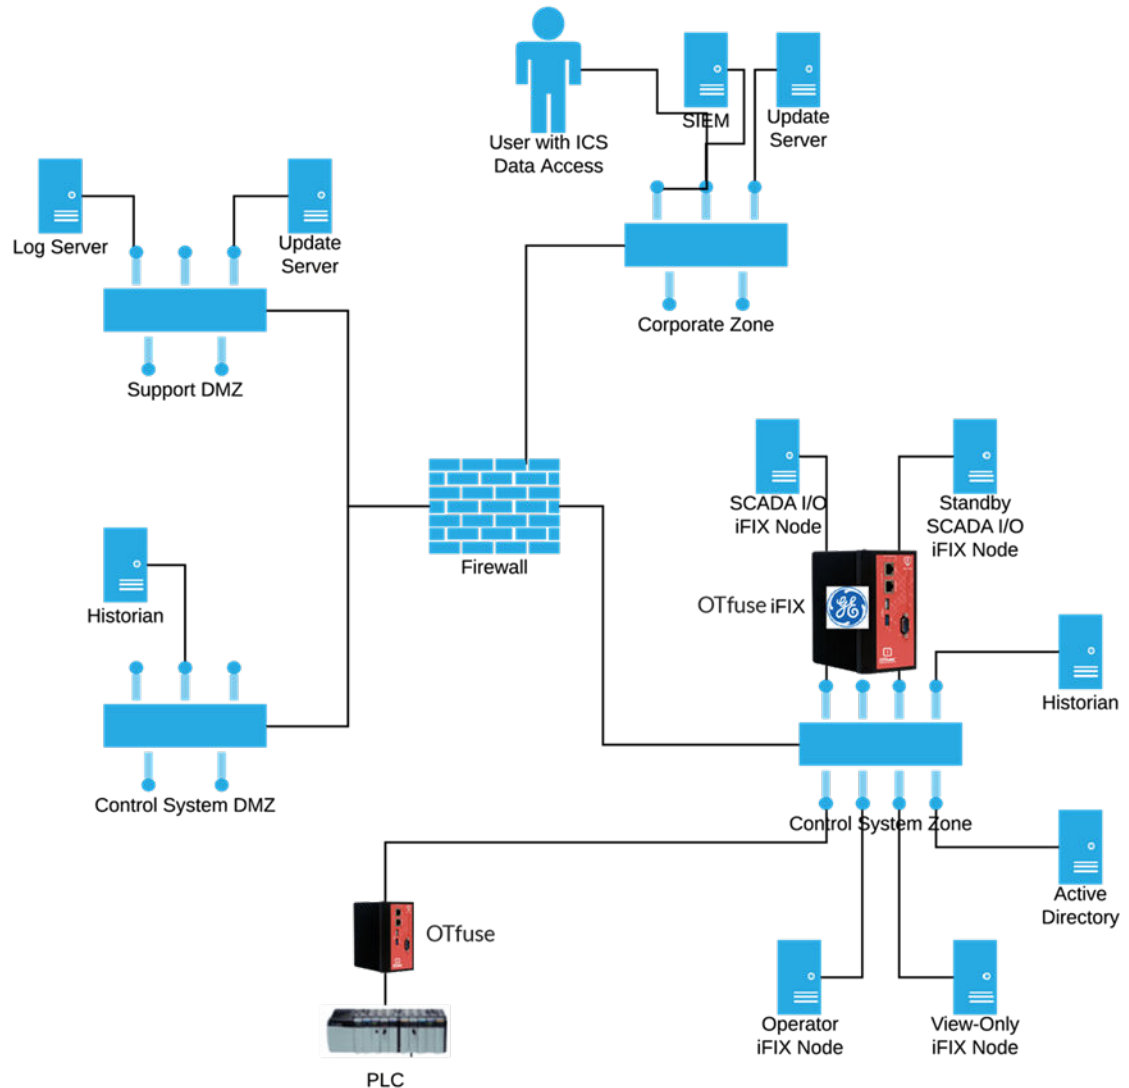 User with ICS
Data Access
SIEM
Update
Server
Log Server
Update
Server
Support DMZ
Corporate Zone
SCADA I/O
iFIX Node
Standby
SCADA I/O
iFIX Node
Firewall
OTfuse iFIX
GE
Historian
Historian
Control System DMZ
Control System Zone
Active
Directory
OTfuse
Operator
iFIX Node
View-Only
iFIX Node
PLC